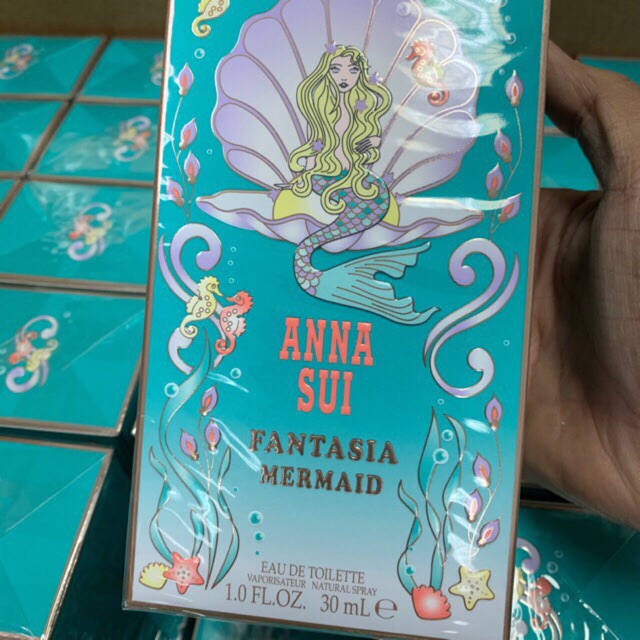 ANNA
SUI
FANTASIA
MERMAID
EAU DE TOILETTE
VAPORISATEUR NATURAL SPRAY
1.0 FL.OZ. 30 mL ℮